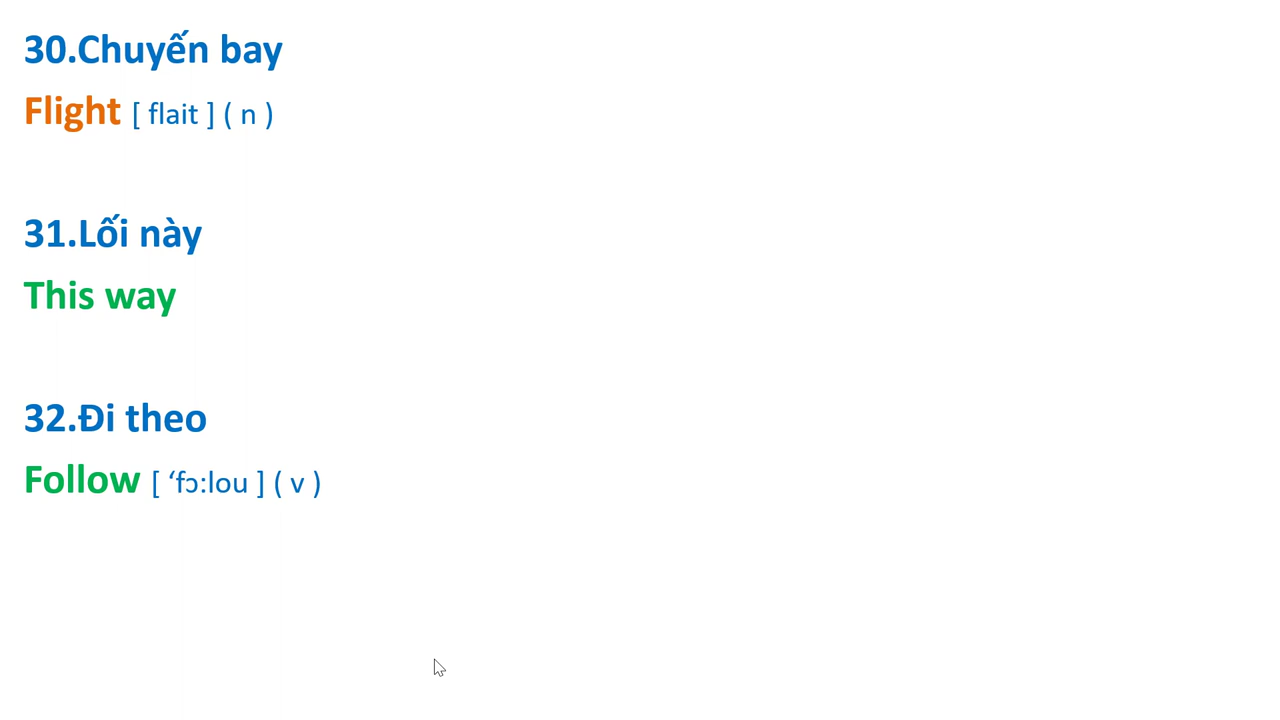 30.Chuyến bay
Flight [ flait ] ( n )
31.Lối này
This way
32.Đi theo
Follow [ ‘fɔ:lou ] ( v )